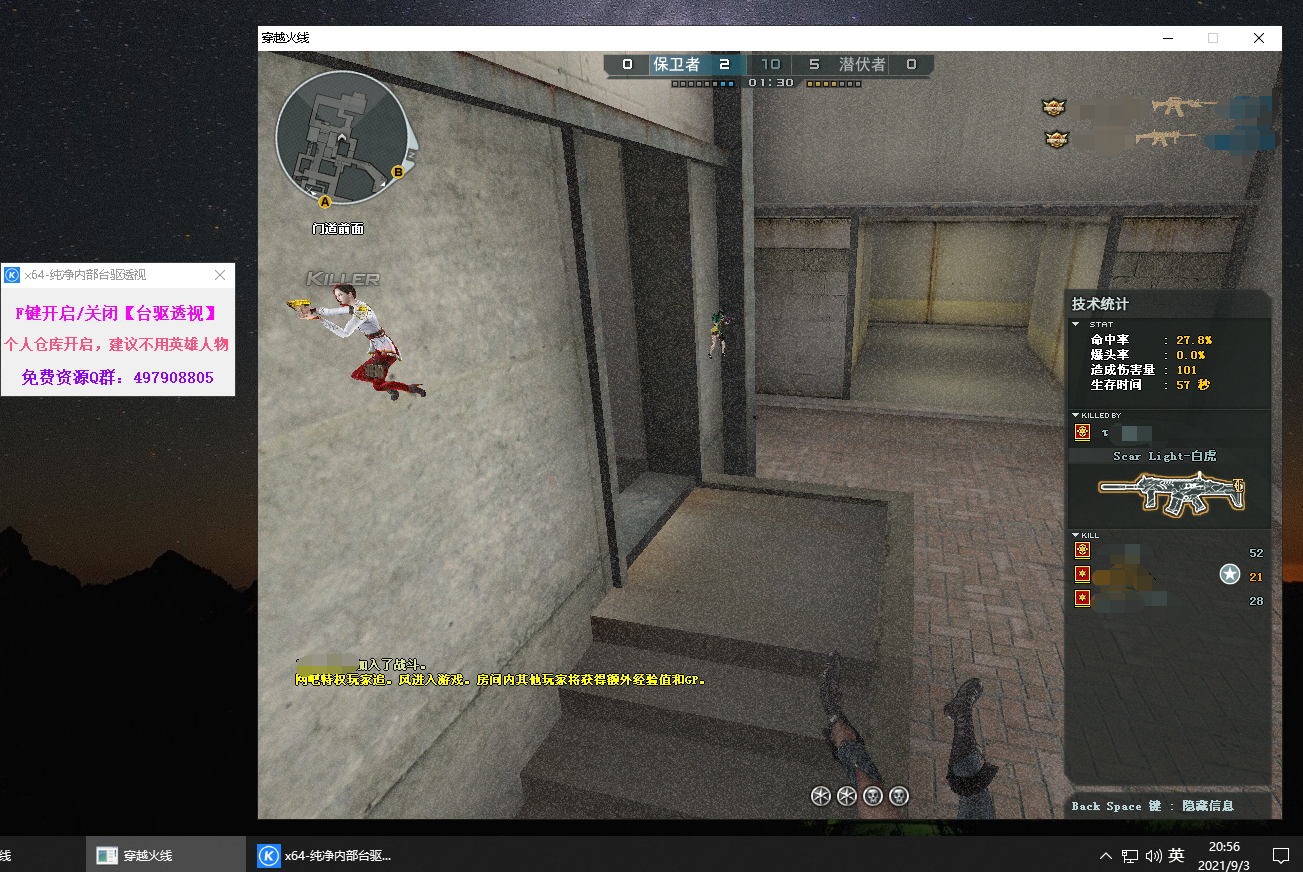 穿越火线
0 保卫者 2 10 5 潜伏者 0
01:30
N
B
A
门道前面
KILLER
x64-纯净内部台驱透视
F键开启/关闭【台驱透视】
个人仓库开启，建议不用英雄人物
免费资源Q群：497908805
技术统计
STAT
命中率 : 27.8%
爆头率 : 0.0%
造成伤害量 : 101
生存时间 : 57 秒
KILLED BY
Scar Light-白虎
KILL
52
21
28
加入了战斗。
网吧特权玩家追。风进入游戏。房间内其他玩家将获得额外经验值和GP。
Back Space 键 : 隐藏信息
线
穿越火线
x64-纯净内部台驱...
英
20:56
2021/9/3